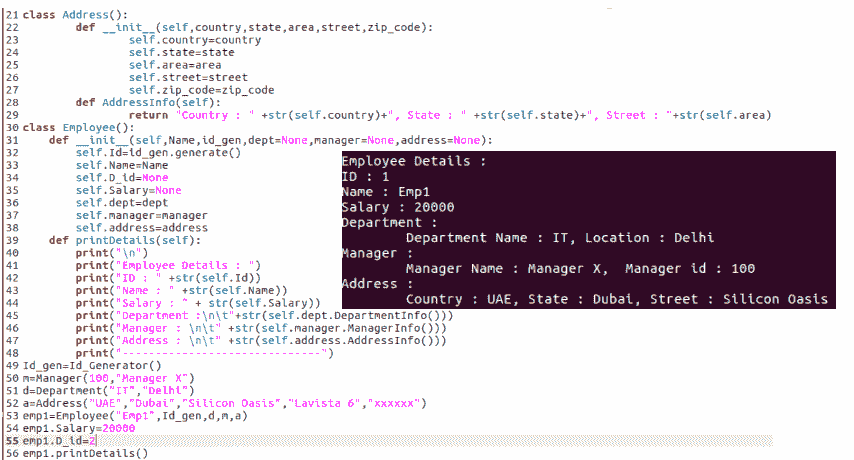 21 class Address():
22 def __init__(self,country,state,area,street,zip_code):
23 self.country=country
24 self.state=state
25 self.area=area
26 self.street=street
27 self.zip_code=zip_code
28 def AddressInfo(self):
29 return "Country : " +str(self.country)+", State : " +str(self.state)+", Street : "+str(self.area)
30 class Employee():
31 def __init__(self,Name,id_gen,dept=None,manager=None,address=None):
32 self.Id=id_gen.generate()
33 self.Name=Name
34 self.D_id=None
35 self.Salary=None
36 self.dept=dept
37 self.manager=manager
38 self.address=address
39 def printDetails(self):
40 print("\n")
41 print("Employee Details : ")
42 print("ID : " +str(self.Id))
43 print("Name : " +str(self.Name))
44 print("Salary : " + str(self.Salary))
45 print("Department :\n\t"+str(self.dept.DepartmentInfo()))
46 print("Manager : \n\t" +str(self.manager.ManagerInfo()))
47 print("Address : \n\t" +str(self.address.AddressInfo()))
48 print("------------------------------")
49 Id_gen=Id_Generator()
50 m=Manager(100,"Manager X")
51 d=Department("IT","Delhi")
52 a=Address("UAE","Dubai","Silicon Oasis","Lavista 6","xxxxxx")
53 emp1=Employee("Emp1",Id_gen,d,m,a)
54 emp1.Salary=20000
55 emp1.D_id=2
56 emp1.printDetails()
Employee Details :
ID : 1
Name : Emp1
Salary : 20000
Department :
Department Name : IT, Location : Delhi
Manager :
Manager Name : Manager X,  Manager id : 100
Address :
Country : UAE, State : Dubai, Street : Silicon Oasis